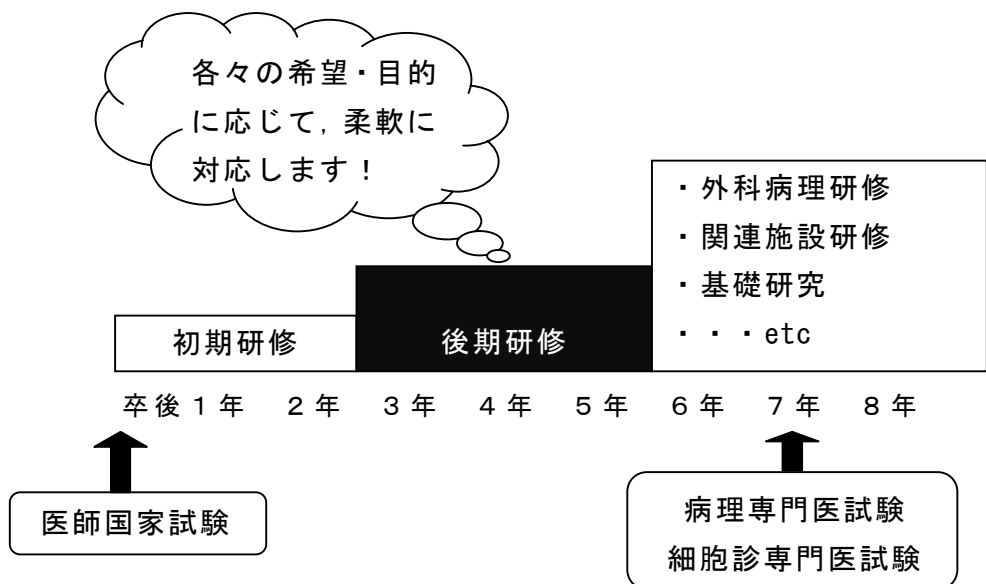 各々の希望・目的
に応じて，柔軟に
対応します！
・外科病理研修
・関連施設研修
・基礎研究
・・・etc
初期研修
後期研修
卒後１年　２年　３年　４年　５年　６年　７年　８年
医師国家試験
病理専門医試験
細胞診専門医試験